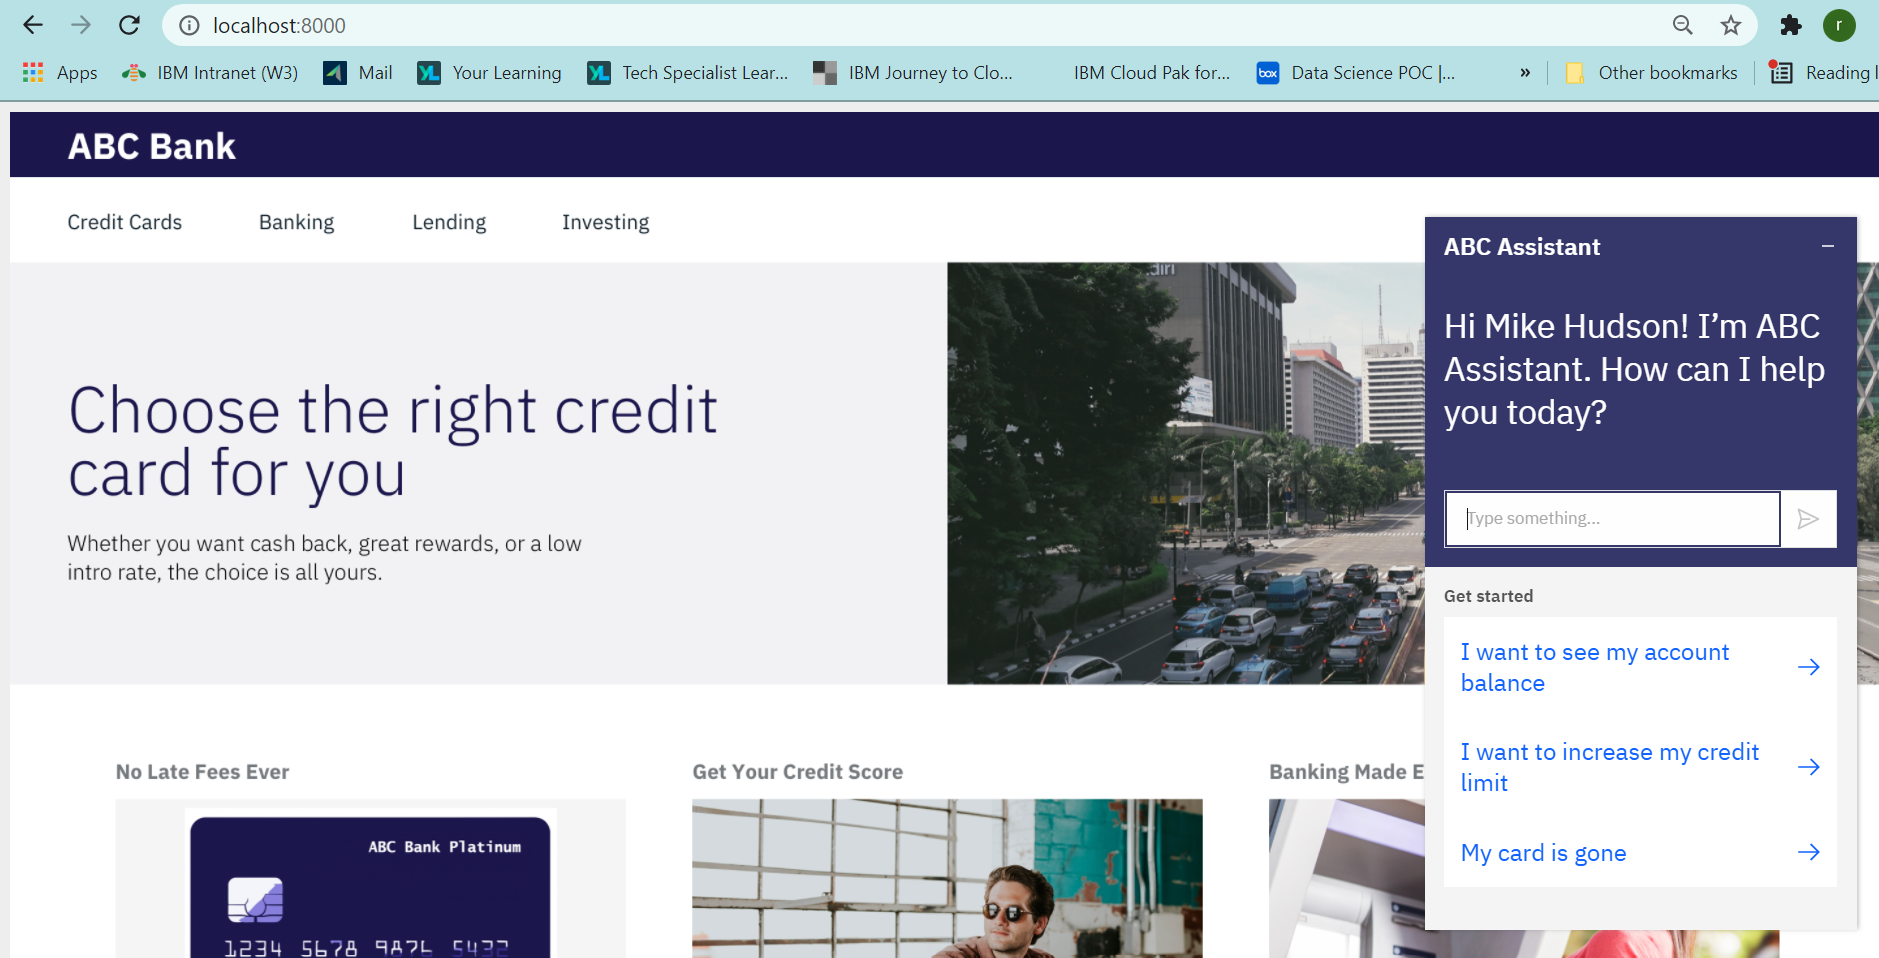 localhost:8000
r
Apps
IBM Intranet (W3)
Mail
YL
Your Learning
YL
Tech Specialist Lear...
IBM Journey to Clo...
IBM Cloud Pak for...
box
Data Science POC |...
»
Other bookmarks
Reading l
ABC Bank
Credit Cards
Banking
Lending
Investing
Choose the right credit
card for you
Whether you want cash back, great rewards, or a low
intro rate, the choice is all yours.
diri
ABC Assistant
Hi Mike Hudson! I’m ABC
Assistant. How can I help
you today?
Type something...
Get started
I want to see my account
balance
I want to increase my credit
limit
My card is gone
No Late Fees Ever
Get Your Credit Score
Banking Made E
ABC Bank Platinum
1234 5678 9876 5432